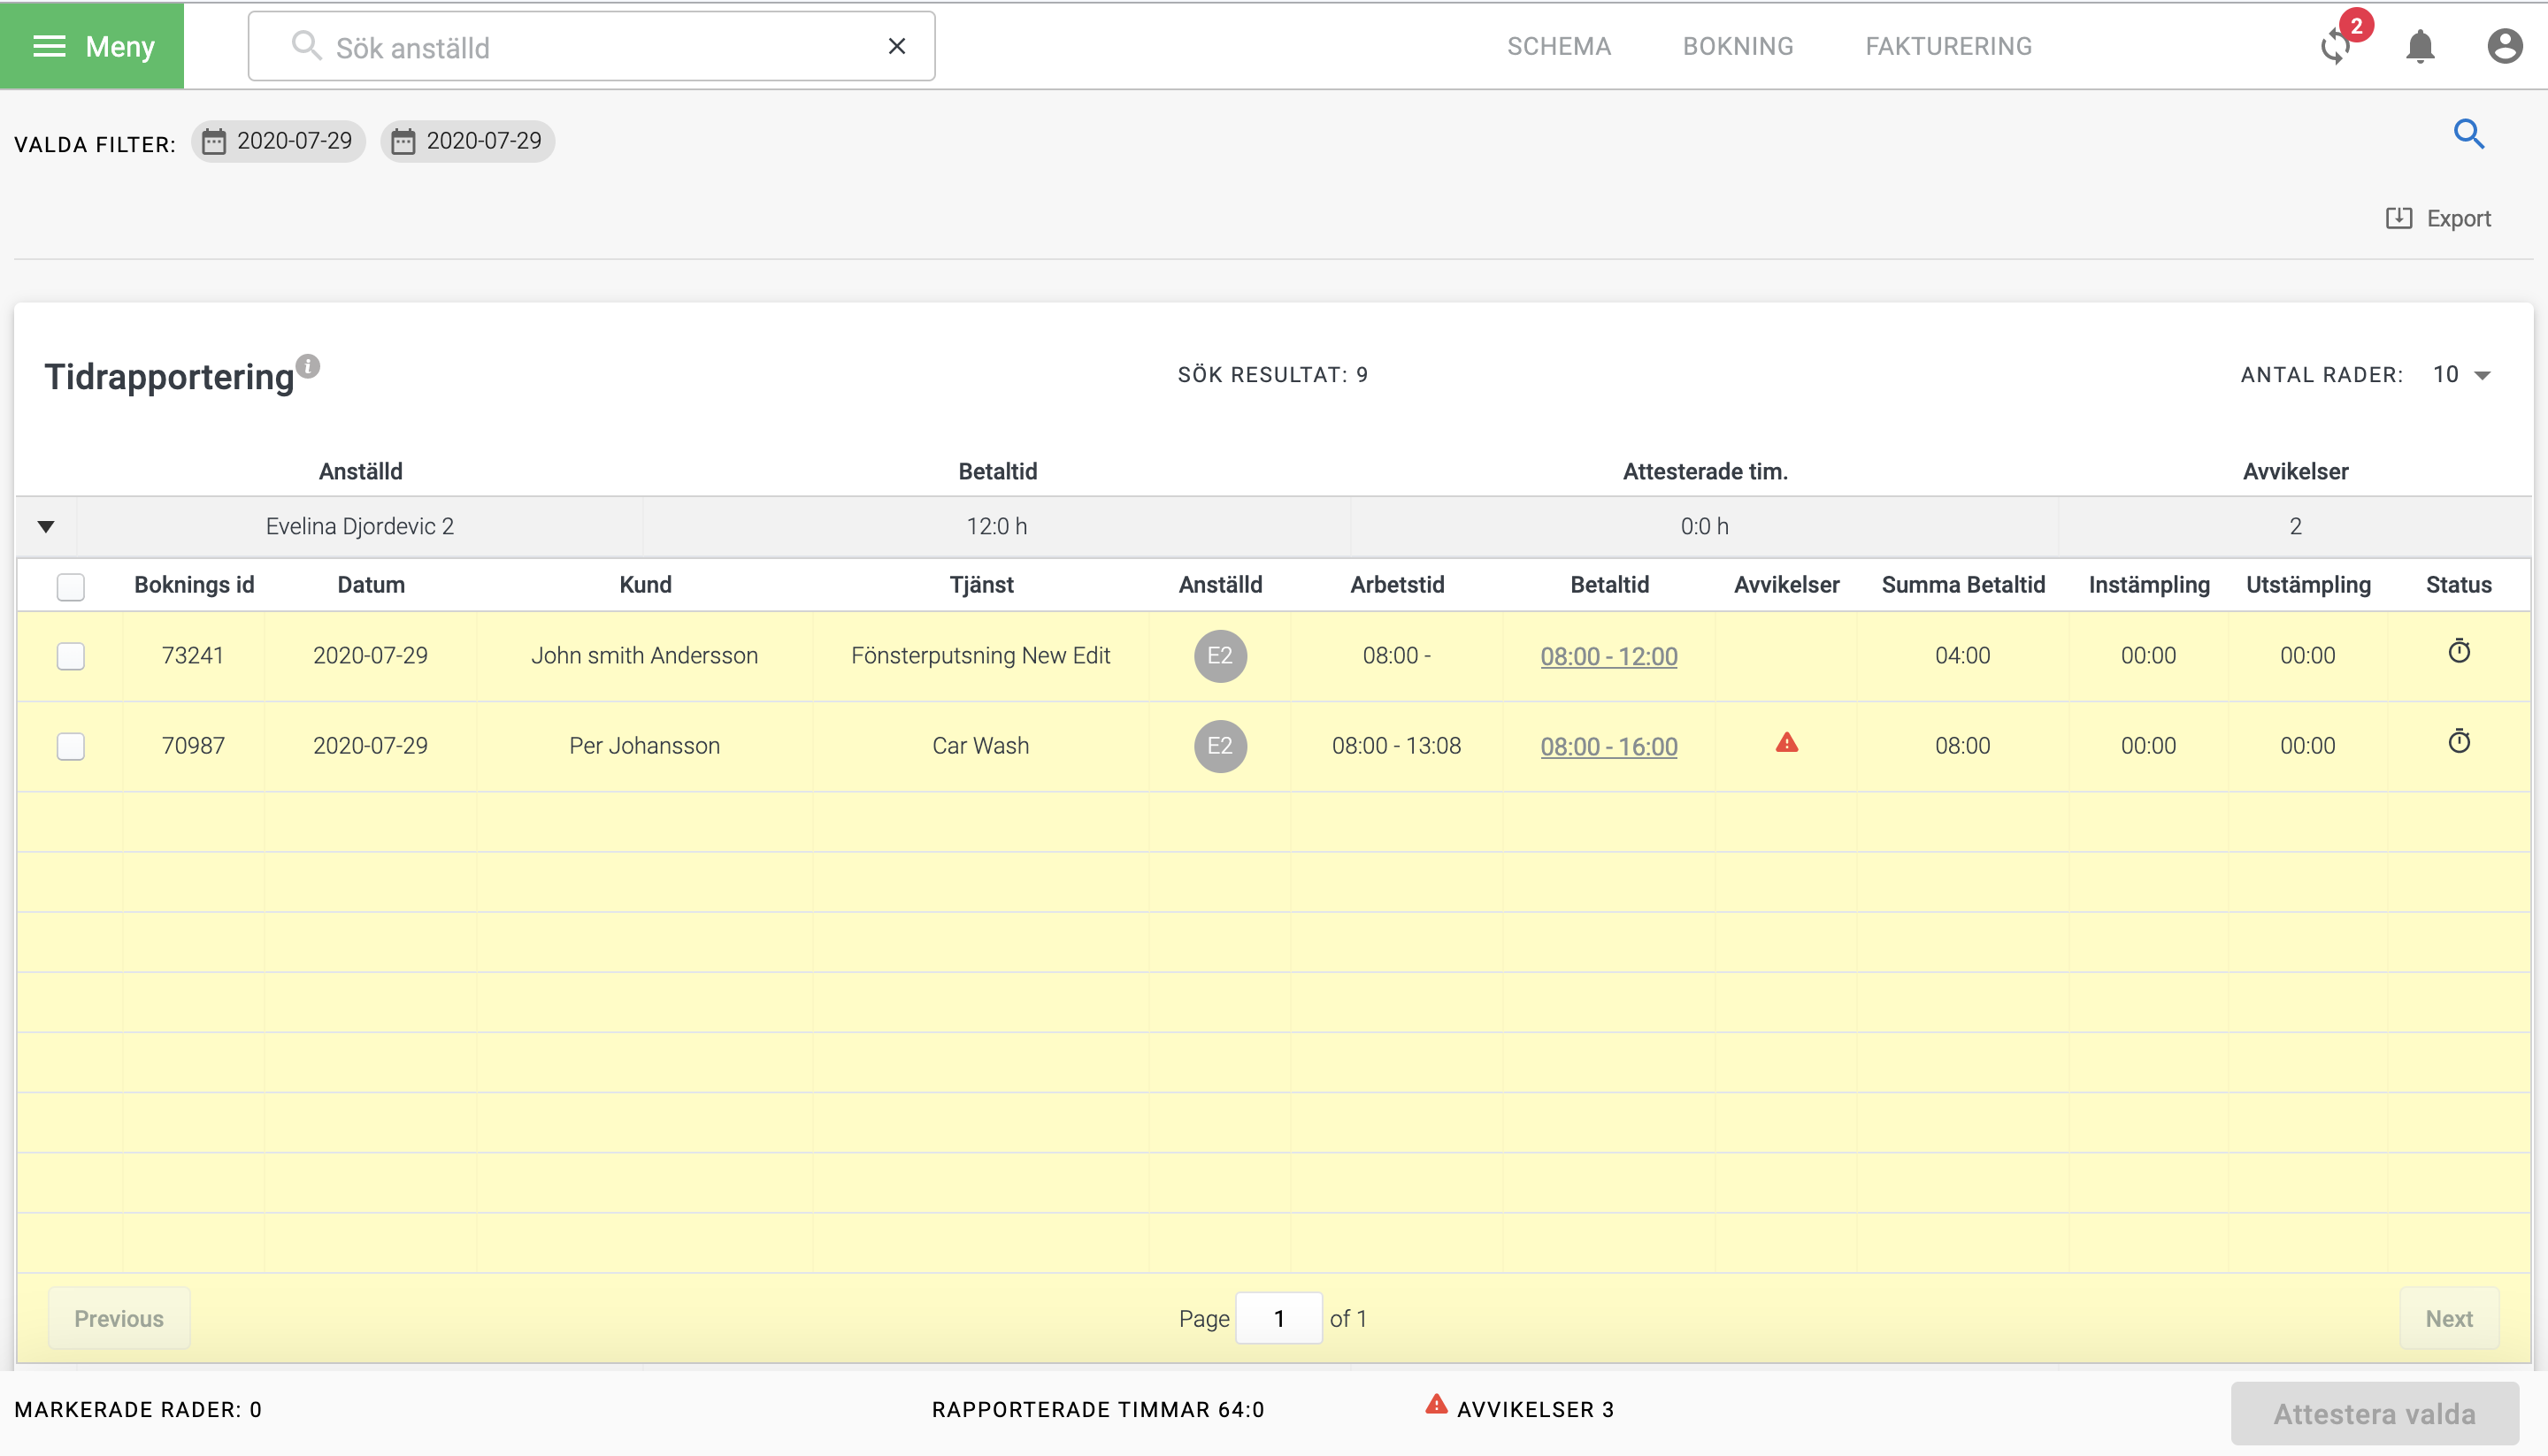 Meny
Sök anställd
SCHEMA BOKNING FAKTURERING
2
VALDA FILTER: 2020-07-29 2020-07-29
Export
Tidrapportering i
SÖK RESULTAT: 9
ANTAL RADER: 10
Anställd Betaltid Attesterade tim. Avvikelser
Evelina Djordevic 2 12:0 h 0:0 h 2
Boknings id Datum Kund Tjänst Anställd Arbetstid Betaltid Avvikelser Summa Betaltid Instämpling Utstämpling Status
73241 2020-07-29 John smith Andersson Fönsterputsning New Edit E2 08:00 - 08:00 - 12:00 04:00 00:00 00:00
70987 2020-07-29 Per Johansson Car Wash E2 08:00 - 13:08 08:00 - 16:00 08:00 00:00 00:00
Previous Page 1 of 1 Next
MARKERADE RADER: 0 RAPPORTERADE TIMMAR 64:0 AVVIKELSER 3 Attestera valda